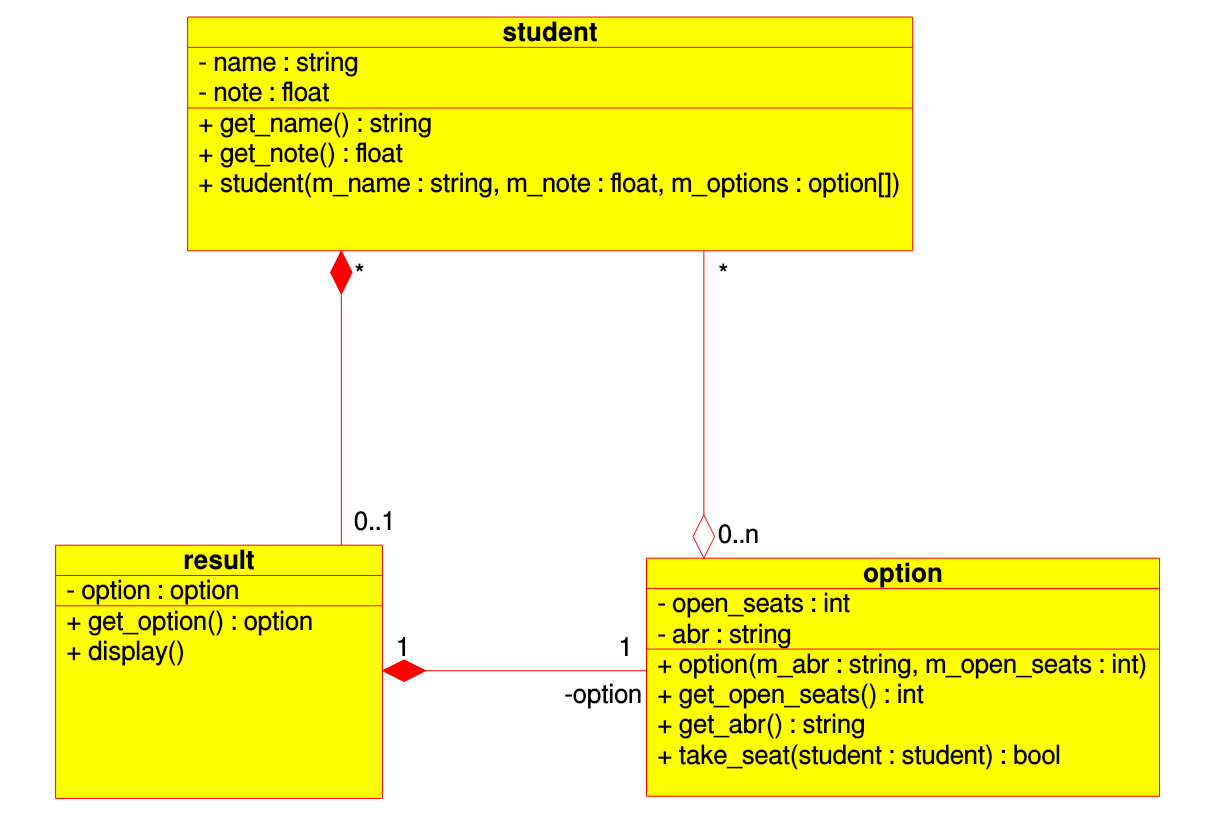 student
- name : string
- note : float
+ get_name() : string
+ get_note() : float
+ student(m_name : string, m_note : float, m_options : option[])
*
*
0..1
0..n
result
- option : option
+ get_option() : option
+ display()
1
1
-option
option
- open_seats : int
- abr : string
+ option(m_abr : string, m_open_seats : int)
+ get_open_seats() : int
+ get_abr() : string
+ take_seat(student : student) : bool